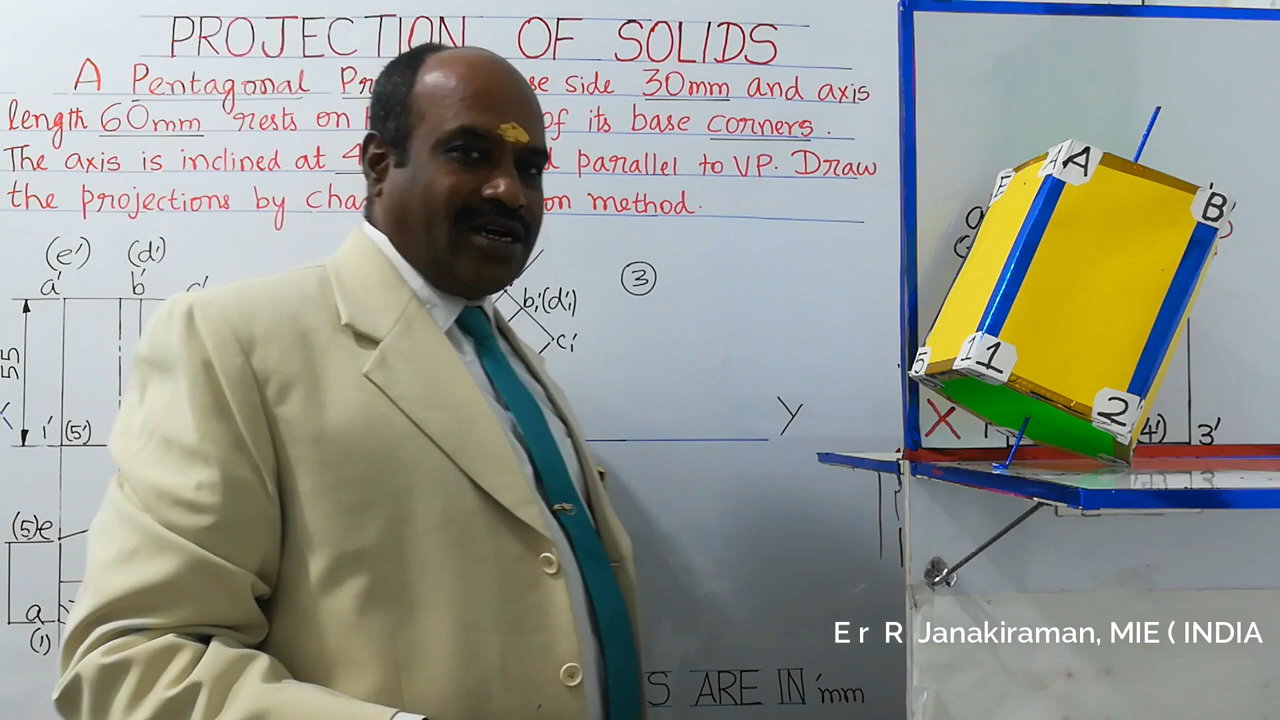 PROJECTION OF SOLIDS
A Pentagonal side 30mm and axis
length 60mm rests on of its base corners.
The axis is inclined at parallel to VP. Draw
the projections by method.
(e') (d')
a' b' c'
3
b₁'(d₁')
c₁'
55
Y
1' (5')
(5)e
a
(1)
ARE IN 'mm
A
B
E
5
1 1
2
X
(4') 3'
Er R Janakiraman, MIE ( INDIA